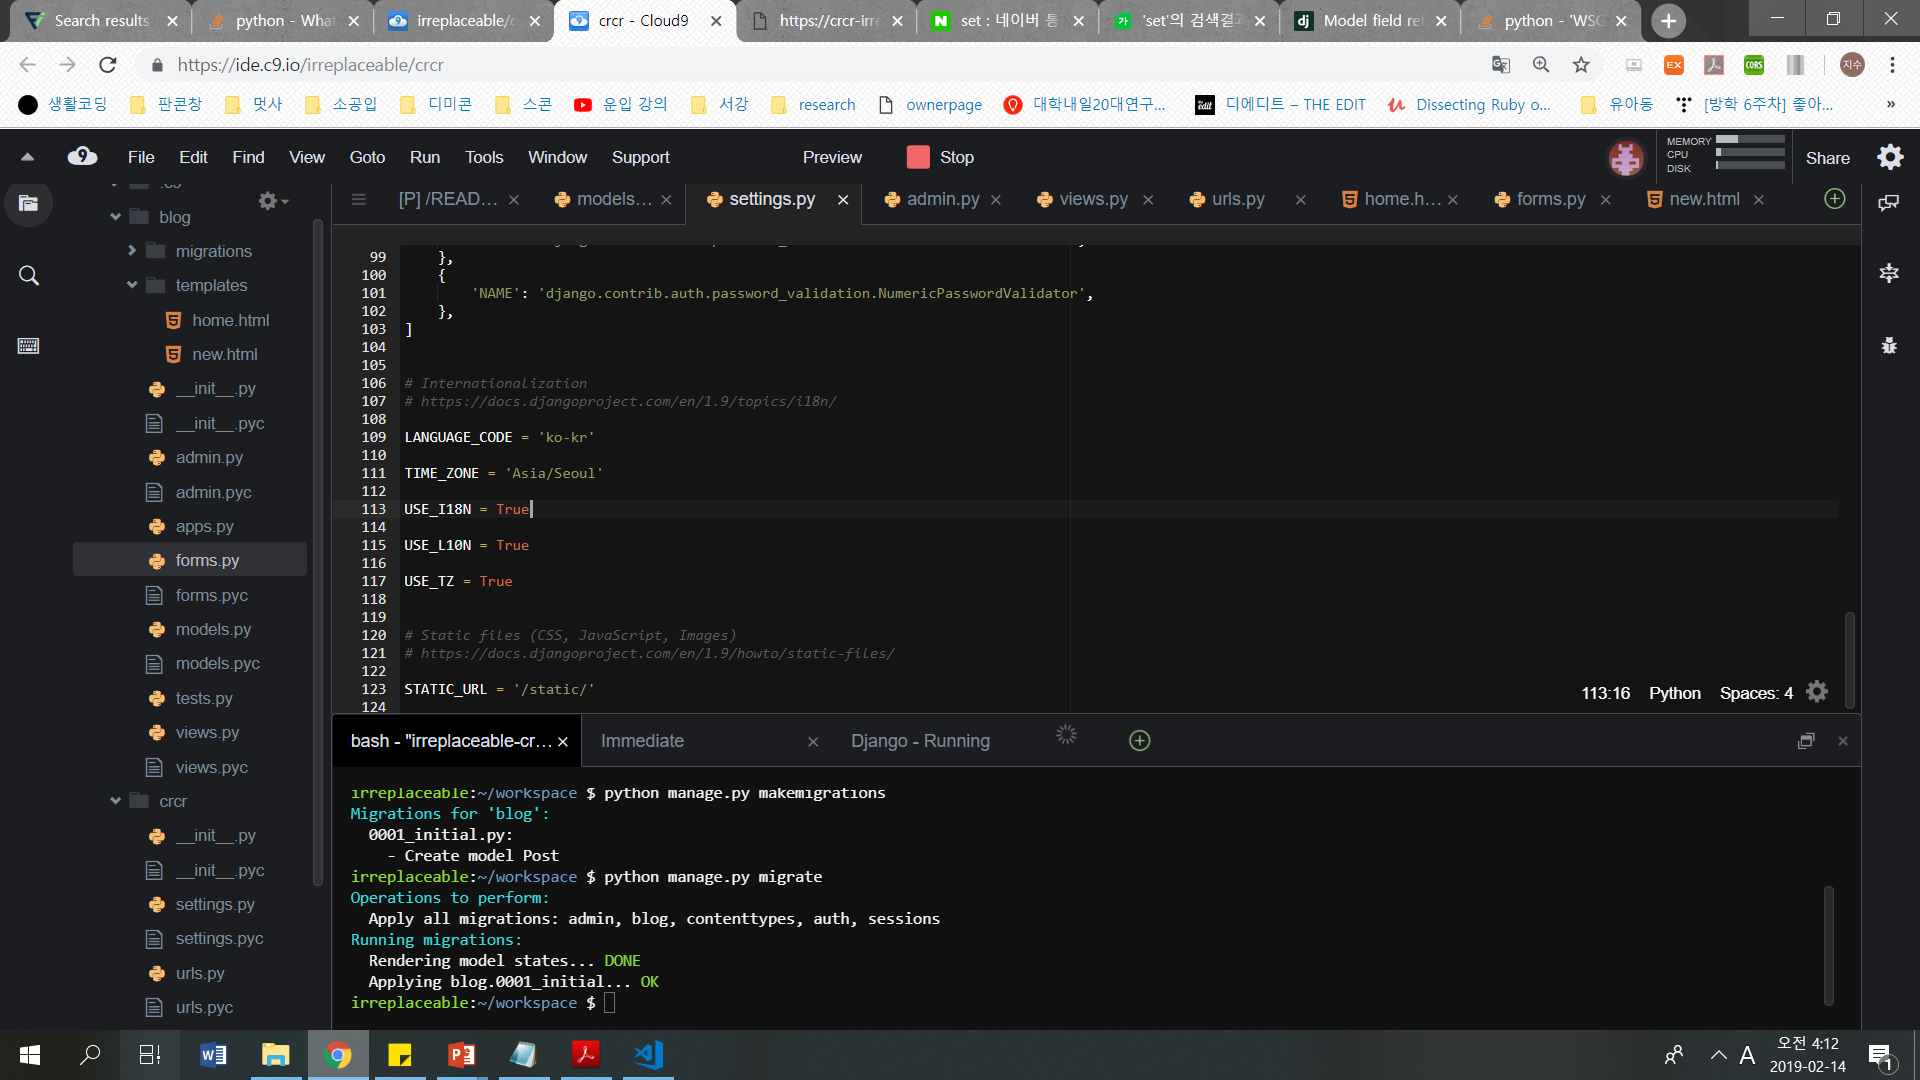 Search results
python - Wha
irreplaceable/c
crcr - Cloud9
https://crcr-irre
set : 네이버 통
'set'의 검색결
Model field re
python - 'WSG
https://ide.c9.io/irreplaceable/crcr
지수
생활코딩
판콘창
멋사
소공입
디미콘
스콘
운입 강의
서강
research
ownerpage
대학내일20대연구...
디에디트 – THE EDIT
Dissecting Ruby o...
유아동
[방학 6주차] 좋아...
»
File Edit Find View Goto Run Tools Window Support
Preview
Stop
MEMORY
CPU
DISK
Share
[P] /READ...
models...
settings.py
admin.py
views.py
urls.py
home.h...
forms.py
new.html
blog
migrations
templates
home.html
new.html
__init__.py
__init__.pyc
admin.py
admin.pyc
apps.py
forms.py
forms.pyc
models.py
models.pyc
tests.py
views.py
views.pyc
crcr
__init__.py
__init__.pyc
settings.py
settings.pyc
urls.py
urls.pyc
99 },
100 {
101 'NAME': 'django.contrib.auth.password_validation.NumericPasswordValidator',
102 },
103 ]
104
105
106 # Internationalization
107 # https://docs.djangoproject.com/en/1.9/topics/i18n/
108
109 LANGUAGE_CODE = 'ko-kr'
110
111 TIME_ZONE = 'Asia/Seoul'
112
113 USE_I18N = True
114
115 USE_L10N = True
116
117 USE_TZ = True
118
119
120 # Static files (CSS, JavaScript, Images)
121 # https://docs.djangoproject.com/en/1.9/howto/static-files/
122
123 STATIC_URL = '/static/'
124
113:16 Python Spaces: 4
bash - "irreplaceable-cr...
Immediate
Django - Running
irreplaceable:~/workspace $ python manage.py makemigrations
Migrations for 'blog':
0001_initial.py:
- Create model Post
irreplaceable:~/workspace $ python manage.py migrate
Operations to perform:
Apply all migrations: admin, blog, contenttypes, auth, sessions
Running migrations:
Rendering model states... DONE
Applying blog.0001_initial... OK
irreplaceable:~/workspace $
A
오전 4:12
2019-02-14
1